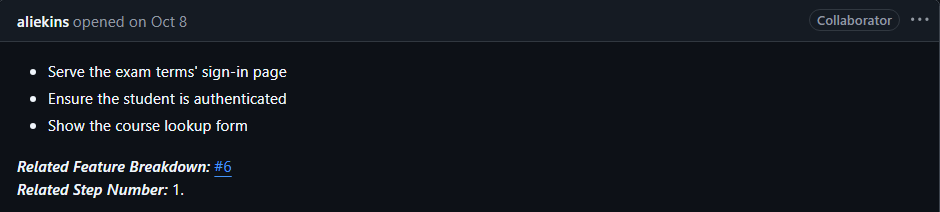 aliekins opened on Oct 8
Collaborator
Serve the exam terms' sign-in page
Ensure the student is authenticated
Show the course lookup form
Related Feature Breakdown: #6
Related Step Number: 1.